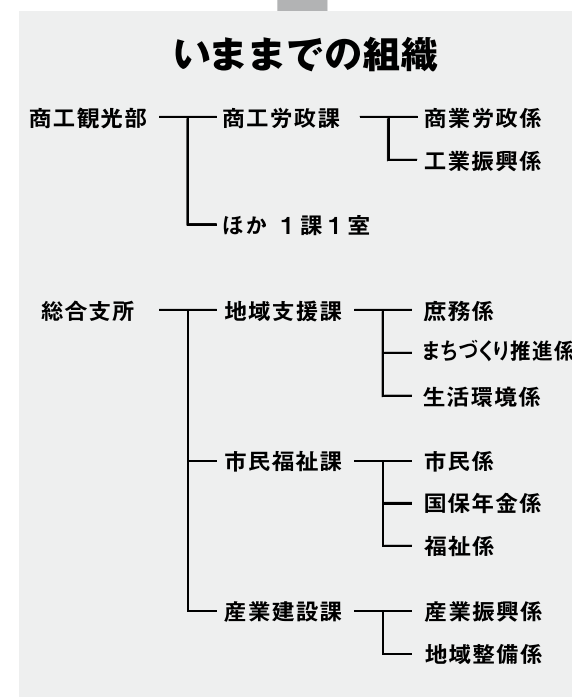 いままでの組織
商工観光部 商工労政課 商業労政係
工業振興係
ほか １課１室
総合支所 地域支援課 庶務係
まちづくり推進係
生活環境係
市民福祉課 市民係
国保年金係
福祉係
産業建設課 産業振興係
地域整備係